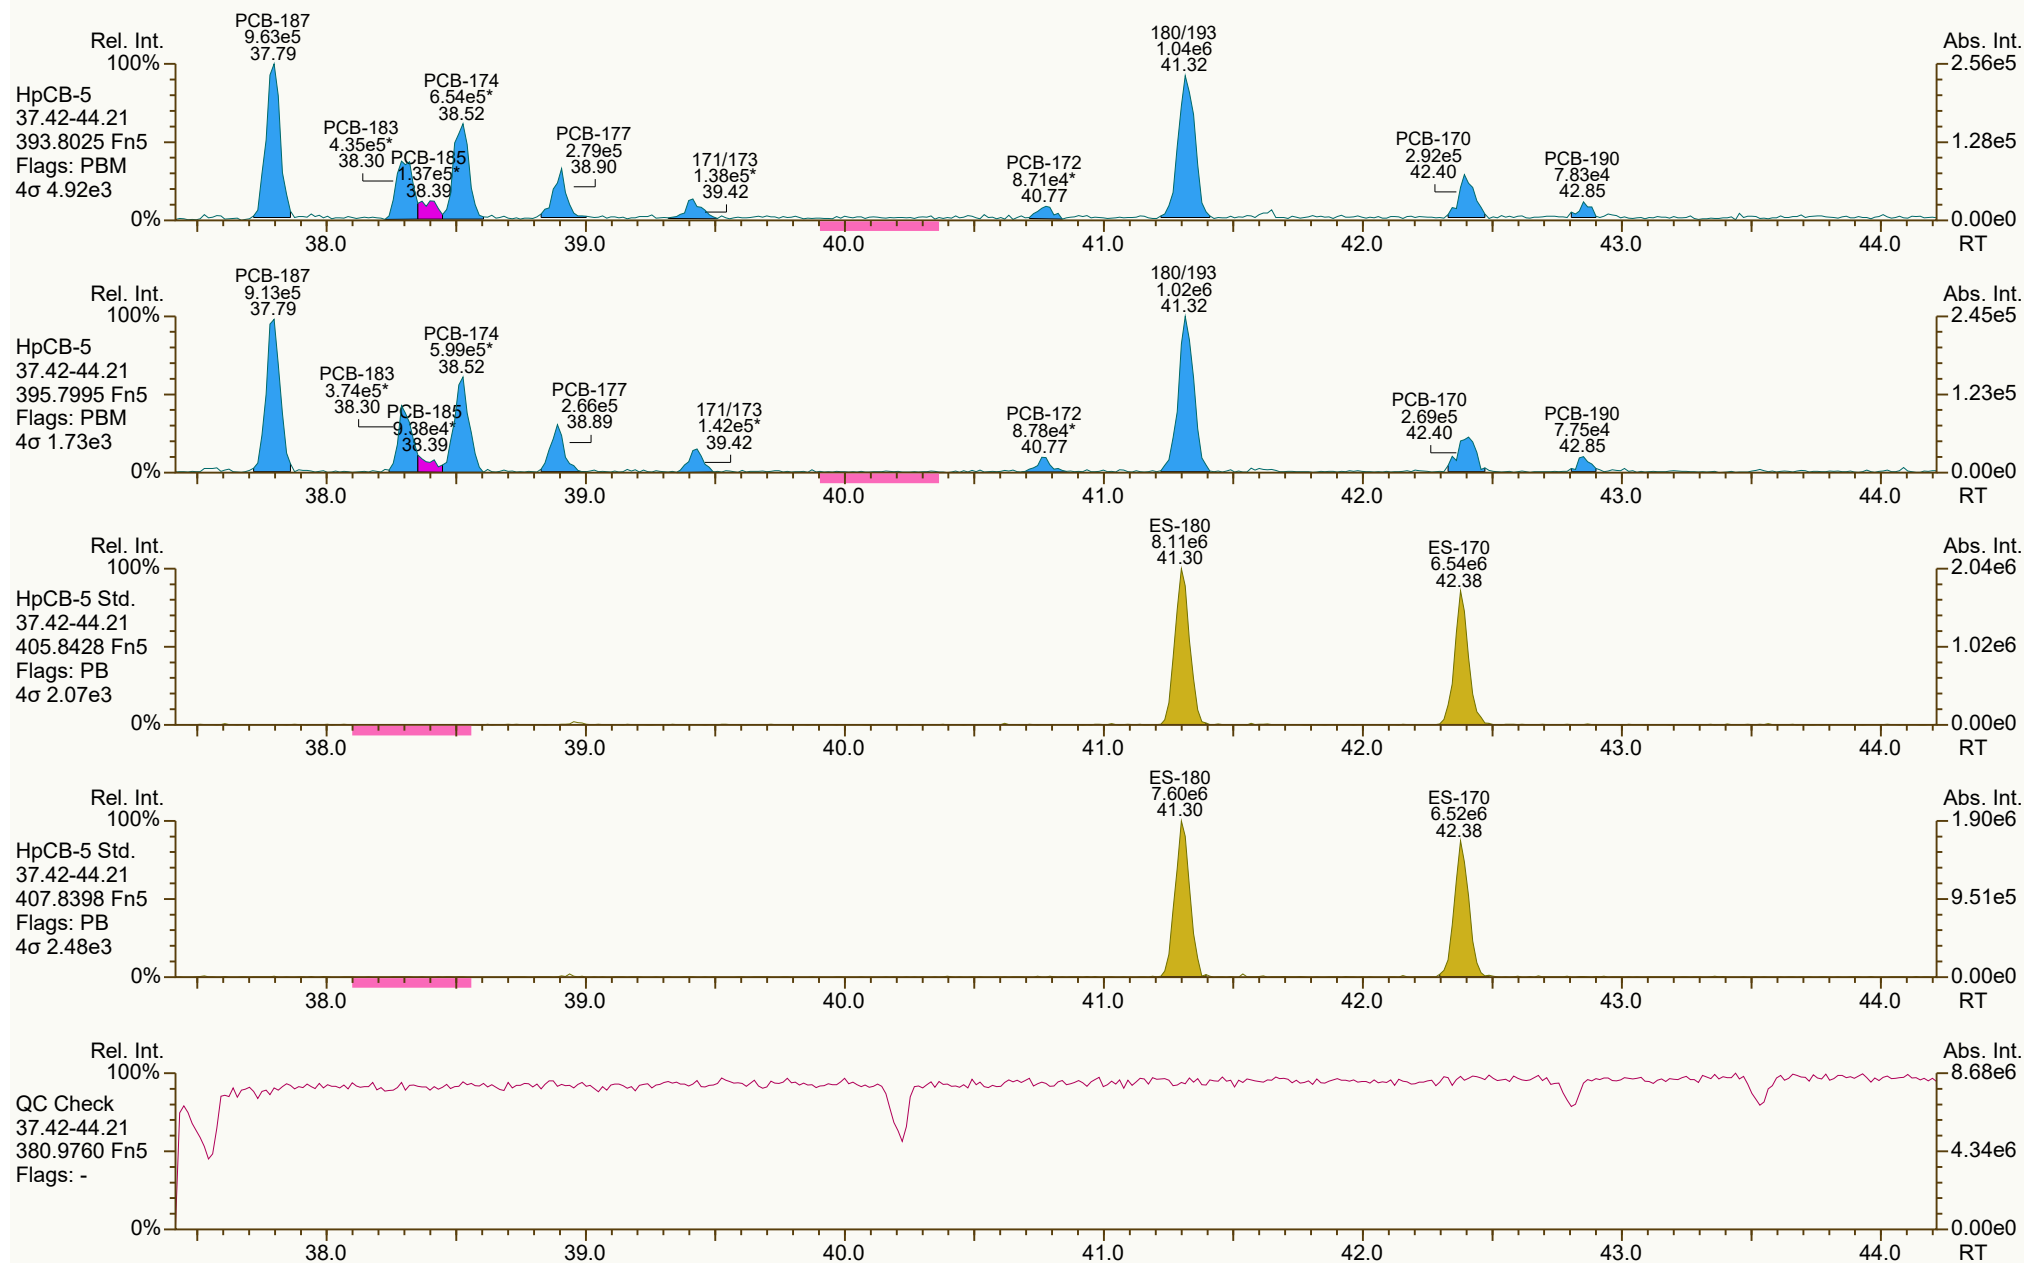 PCB-187
9.63e5
37.79
180/193
1.04e6
41.32
Rel. Int.
Abs. Int.
100%
2.56e5
PCB-174
6.54e5*
38.52
HpCB-5
37.42-44.21
393.8025 Fn5
Flags: PBM
4σ 4.92e3
PCB-183
4.35e5*
38.30
PCB-185
1.37e5*
38.39
PCB-177
2.79e5
38.90
171/173
1.38e5*
39.42
PCB-172
8.71e4*
40.77
PCB-170
2.92e5
42.40
PCB-190
7.83e4
42.85
1.28e5
0%
0.00e0
38.0 39.0 40.0 41.0 42.0 43.0 44.0 RT
PCB-187
9.13e5
37.79
180/193
1.02e6
41.32
Rel. Int.
Abs. Int.
100%
2.45e5
PCB-174
5.99e5*
38.52
HpCB-5
37.42-44.21
395.7995 Fn5
Flags: PBM
4σ 1.73e3
PCB-183
3.74e5*
38.30
PCB-185
9.38e4*
38.39
PCB-177
2.66e5
38.89
171/173
1.42e5*
39.42
PCB-172
8.78e4*
40.77
PCB-170
2.69e5
42.40
PCB-190
7.75e4
42.85
1.23e5
0%
0.00e0
38.0 39.0 40.0 41.0 42.0 43.0 44.0 RT
ES-180
8.11e6
41.30
ES-170
6.54e6
42.38
Rel. Int.
Abs. Int.
100%
2.04e6
HpCB-5 Std.
37.42-44.21
405.8428 Fn5
Flags: PB
4σ 2.07e3
1.02e6
0%
0.00e0
38.0 39.0 40.0 41.0 42.0 43.0 44.0 RT
ES-180
7.60e6
41.30
ES-170
6.52e6
42.38
Rel. Int.
Abs. Int.
100%
1.90e6
HpCB-5 Std.
37.42-44.21
407.8398 Fn5
Flags: PB
4σ 2.48e3
9.51e5
0%
0.00e0
38.0 39.0 40.0 41.0 42.0 43.0 44.0 RT
Rel. Int.
Abs. Int.
100%
8.68e6
QC Check
37.42-44.21
380.9760 Fn5
Flags: -
4.34e6
0%
0.00e0
38.0 39.0 40.0 41.0 42.0 43.0 44.0 RT